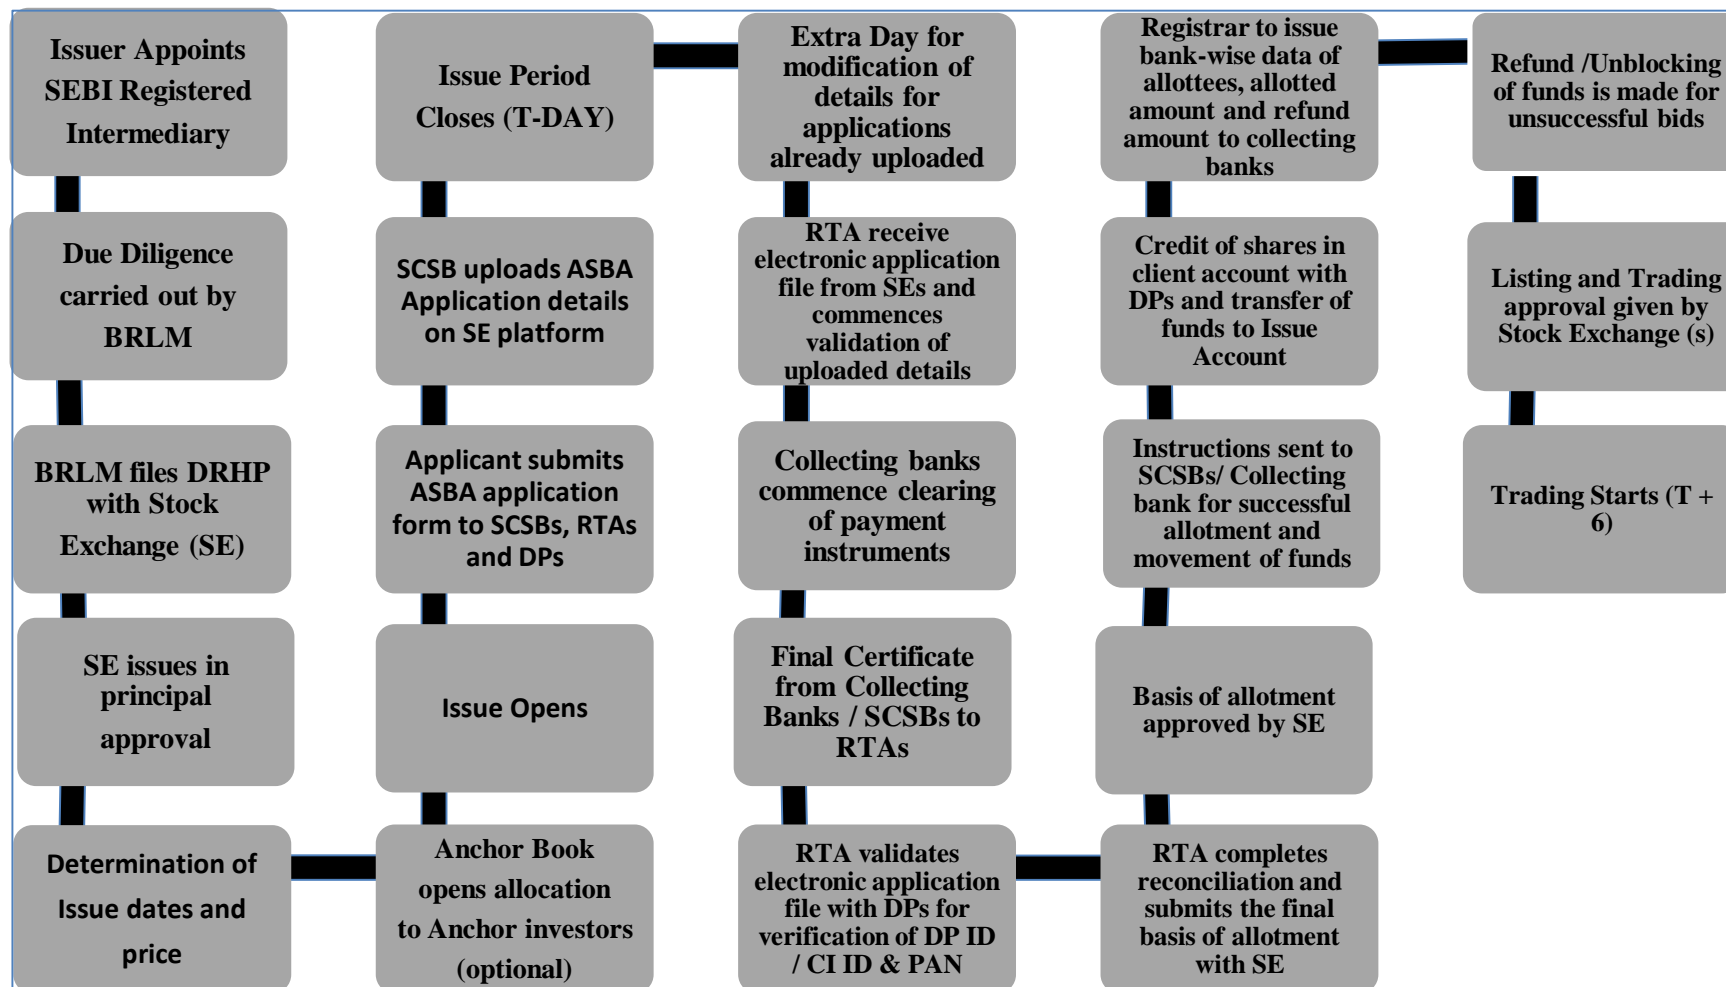 Issuer Appoints
SEBI Registered
Intermediary
Due Diligence
carried out by
BRLM
BRLM files DRHP
with Stock
Exchange (SE)
SE issues in
principal
approval
Determination of
Issue dates and
price
Anchor Book
opens allocation
to Anchor investors
(optional)
Issue Opens
Applicant submits
ASBA application
form to SCSBs, RTAs
and DPs
SCSB uploads ASBA
Application details
on SE platform
Issue Period
Closes (T-DAY)
Extra Day for
modification of
details for
applications
already uploaded
RTA receive
electronic application
file from SEs and
commences
validation of
uploaded details
Collecting banks
commence clearing
of payment
instruments
Final Certificate
from Collecting
Banks / SCSBs to
RTAs
RTA validates
electronic application
file with DPs for
verification of DP ID
/ CI ID & PAN
RTA completes
reconciliation and
submits the final
basis of allotment
with SE
Basis of allotment
approved by SE
Instructions sent to
SCSBs/ Collecting
bank for successful
allotment and
movement of funds
Credit of shares in
client account with
DPs and transfer of
funds to Issue
Account
Registrar to issue
bank-wise data of
allottees, allotted
amount and refund
amount to collecting
banks
Refund /Unblocking
of funds is made for
unsuccessful bids
Listing and Trading
approval given by
Stock Exchange (s)
Trading Starts (T +
6)